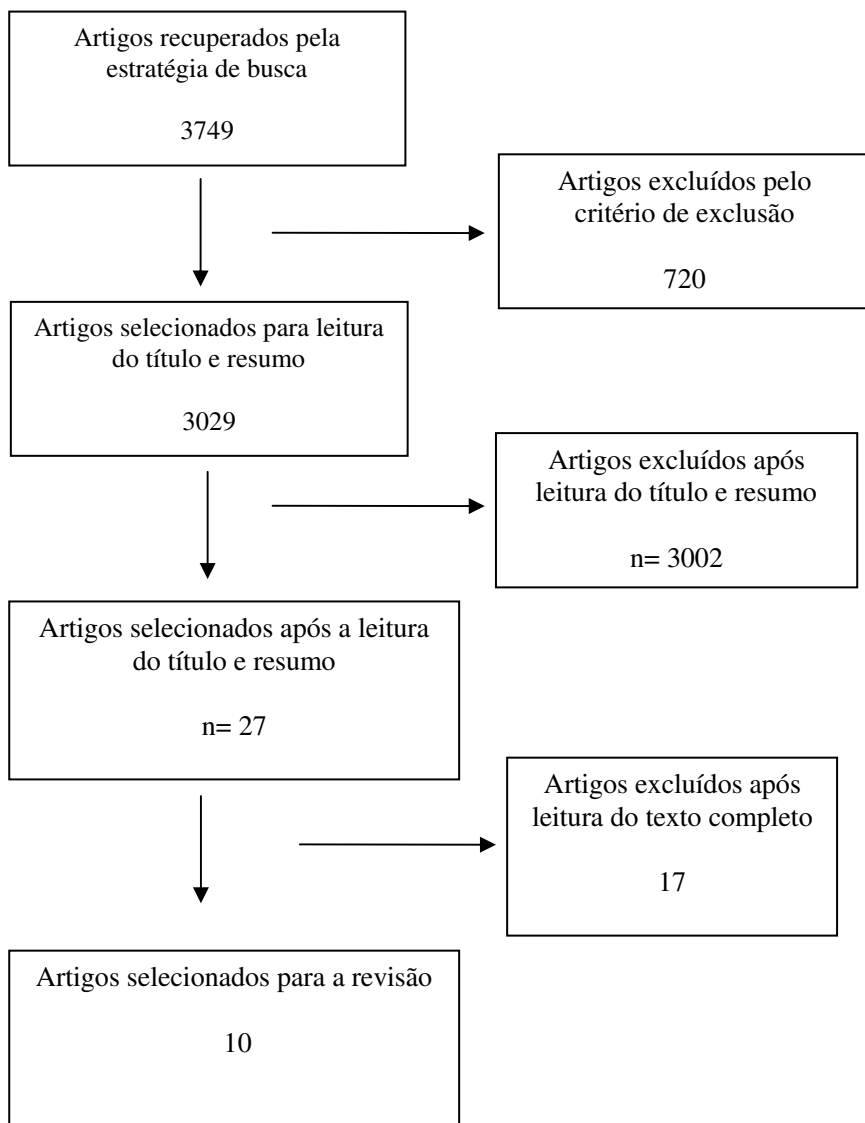 Artigos recuperados pela
estratégia de busca
3749
Artigos excluídos pelo
critério de exclusão
720
Artigos selecionados para leitura
do título e resumo
3029
Artigos excluídos após
leitura do título e resumo
n= 3002
Artigos selecionados após a leitura
do título e resumo
n= 27
Artigos excluídos após
leitura do texto completo
17
Artigos selecionados para a revisão
10